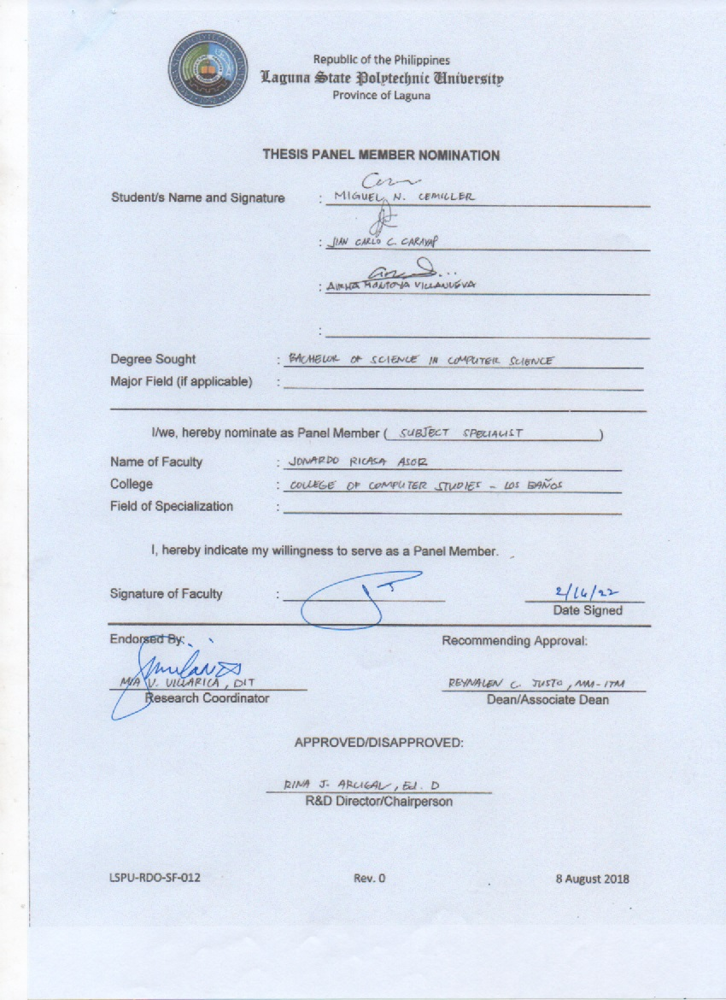 Republic of the Philippines
Laguna State Polytechnic University
Province of Laguna
THESIS PANEL MEMBER NOMINATION
Student/s Name and Signature : MIGUEL N. CEMILLER
: JIAN CARLO C. CARAYAP
: AIRHA MONTOYA VILLANUEVA
:
Degree Sought : BACHELOR OF SCIENCE IN COMPUTER SCIENCE
Major Field (if applicable) :
I/we, hereby nominate as Panel Member ( SUBJECT SPECIALIST )
Name of Faculty : JONARDO RICASA ASOR
College : COLLEGE OF COMPUTER STUDIES - LOS BAÑOS
Field of Specialization :
I, hereby indicate my willingness to serve as a Panel Member.
Signature of Faculty : 2/16/22
Date Signed
Endorsed By: Recommending Approval:
MIA V. VILLARICA, DIT REYNALEN C. JUSTO, MM-ITM
Research Coordinator Dean/Associate Dean
APPROVED/DISAPPROVED:
RINA J. ARCIGAL, Ed. D
R&D Director/Chairperson
LSPU-RDO-SF-012 Rev. 0 8 August 2018